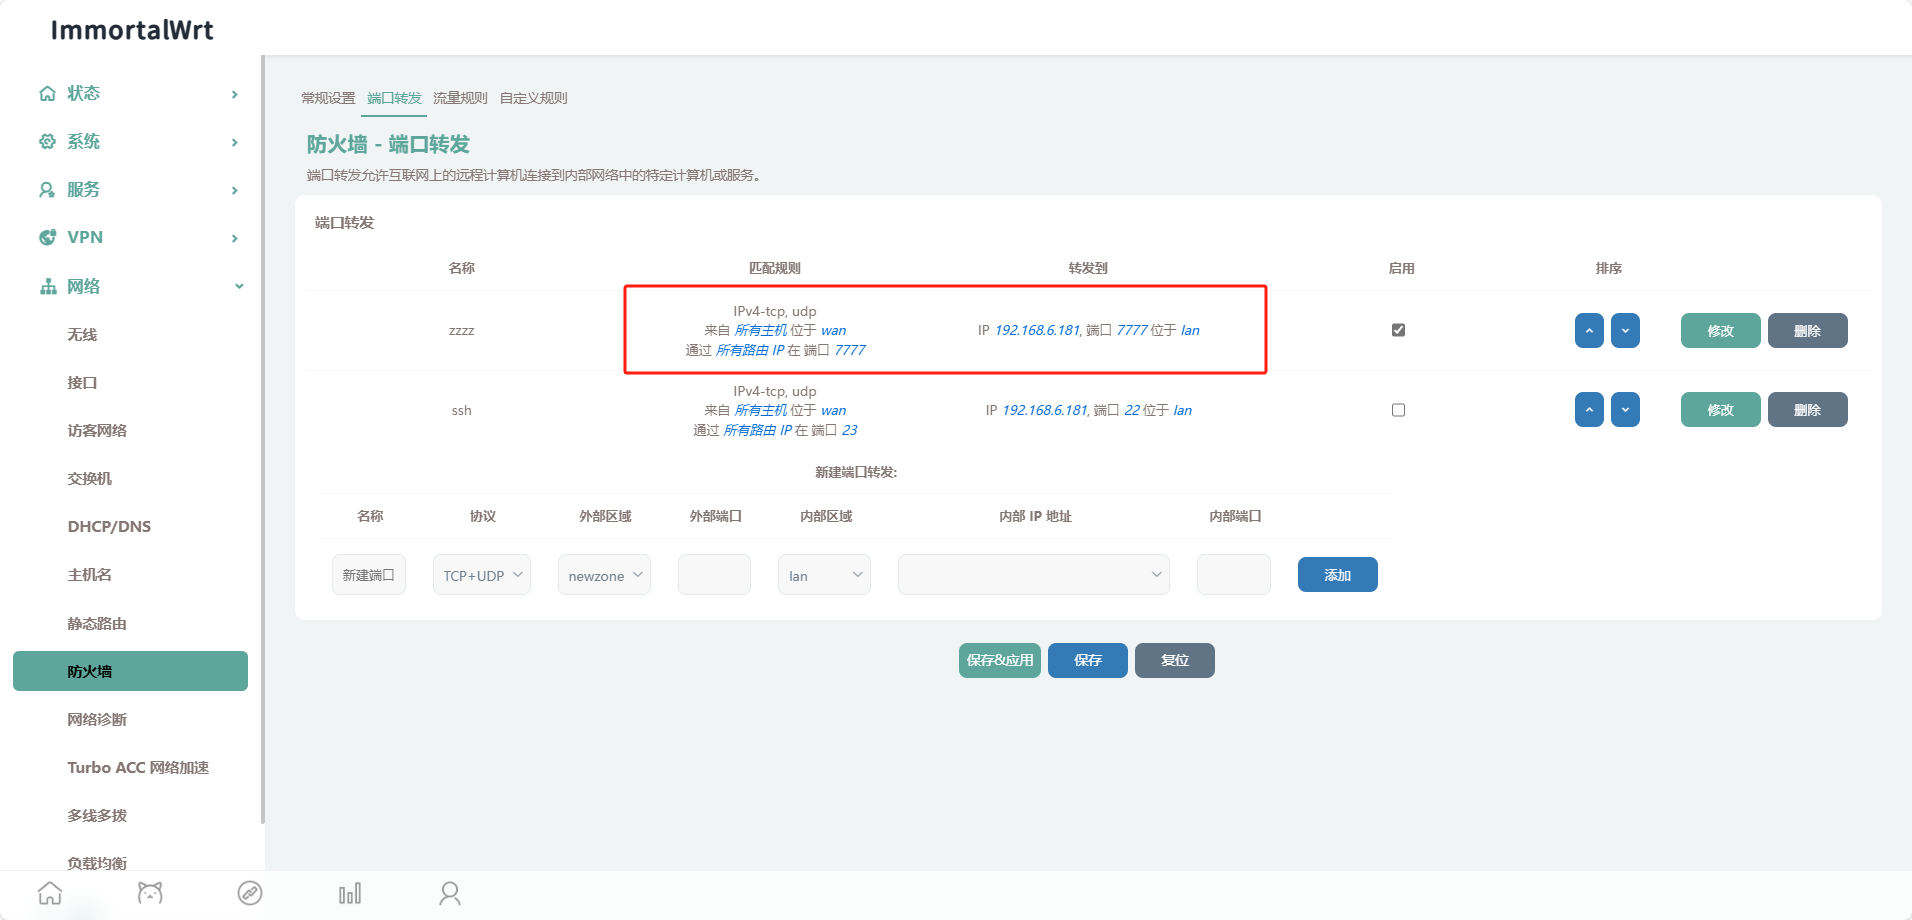 ImmortalWrt
状态
系统
服务
VPN
网络
无线
接口
访客网络
交换机
DHCP/DNS
主机名
静态路由
防火墙
网络诊断
Turbo ACC 网络加速
多线多拨
负载均衡
常规设置 端口转发 流量规则 自定义规则
防火墙 - 端口转发
端口转发允许互联网上的远程计算机连接到内部网络中的特定计算机或服务。
端口转发
名称 匹配规则 转发到 启用 排序
zzzz
IPv4-tcp, udp
来自 所有主机 位于 wan
通过 所有路由 IP 在 端口 7777
IP 192.168.6.181, 端口 7777 位于 lan
修改 删除
ssh
IPv4-tcp, udp
来自 所有主机 位于 wan
通过 所有路由 IP 在 端口 23
IP 192.168.6.181, 端口 22 位于 lan
修改 删除
新建端口转发:
名称 协议 外部区域 外部端口 内部区域 内部 IP 地址 内部端口
新建端口 TCP+UDP newzone lan 添加
保存&应用 保存 复位